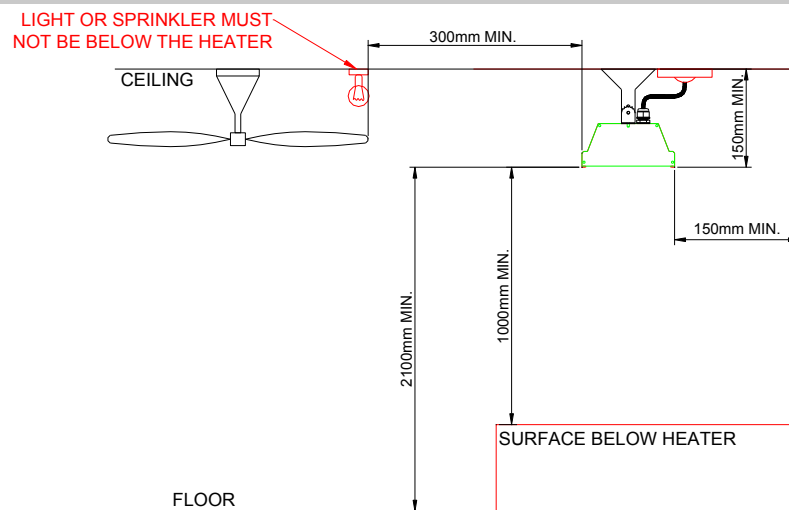 LIGHT OR SPRINKLER MUST
NOT BE BELOW THE HEATER
300mm MIN.
CEILING
150mm MIN.
150mm MIN.
1000mm MIN.
2100mm MIN.
SURFACE BELOW HEATER
FLOOR